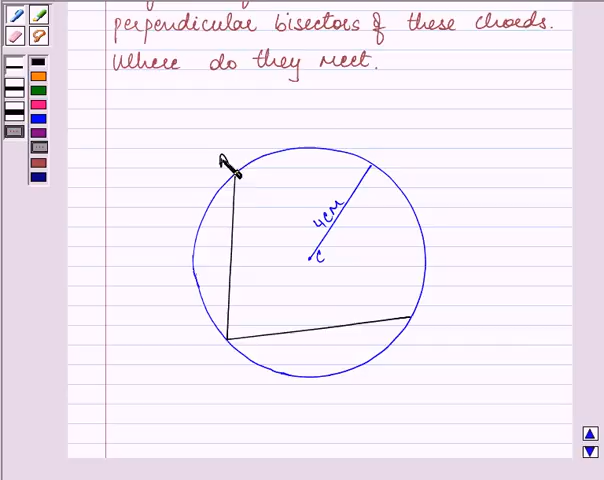 perpendicular bisectors of these chords.
Where do they meet.
4cm
C